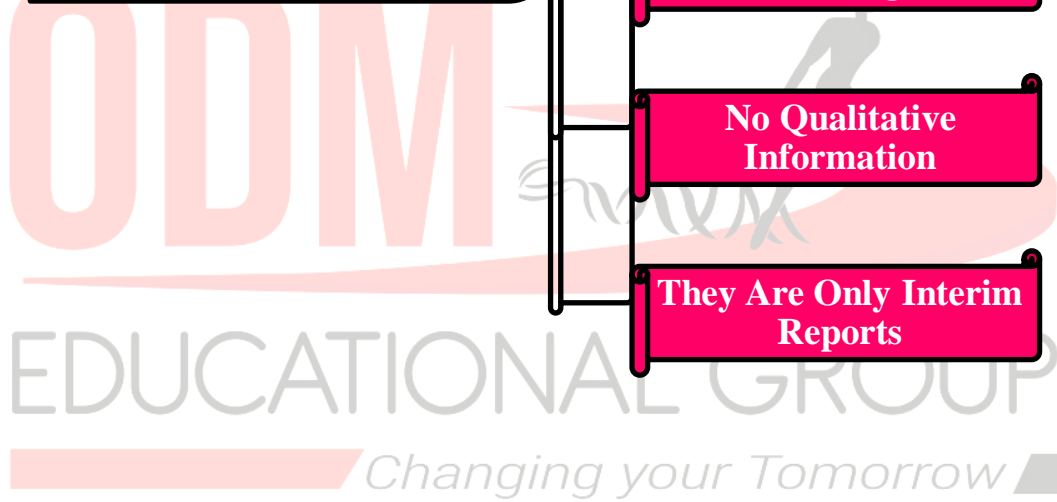 No Qualitative
Information
They Are Only Interim
Reports
ODM
EDUCATIONAL GROUP
Changing your Tomorrow